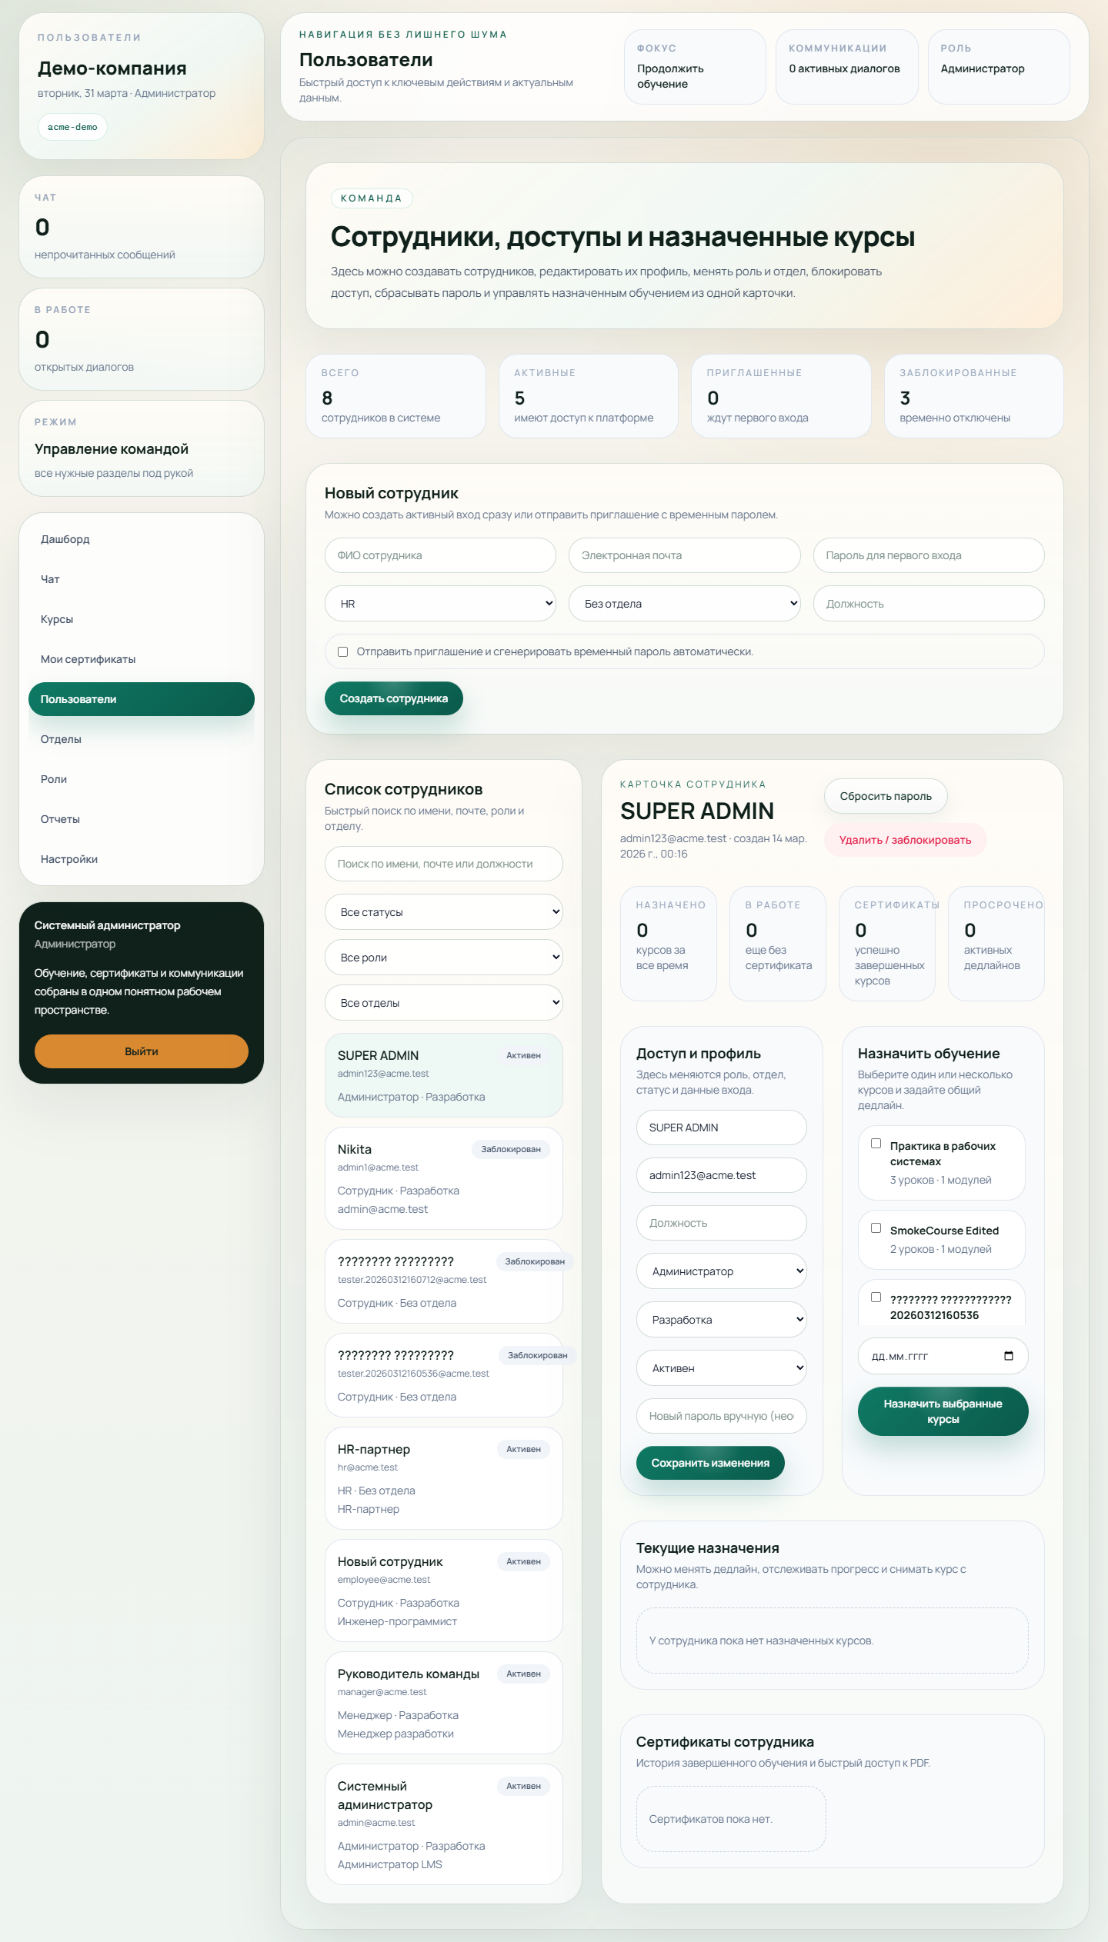 ПОЛЬЗОВАТЕЛИ
Демо-компания
вторник, 31 марта · Администратор
acme-demo
ЧАТ
0
непрочитанных сообщений
В РАБОТЕ
0
открытых диалогов
РЕЖИМ
Управление командой
все нужные разделы под рукой
Дашборд
Чат
Курсы
Мои сертификаты
Пользователи
Отделы
Роли
Отчеты
Настройки
Системный администратор
Администратор
Обучение, сертификаты и коммуникации
собраны в одном понятном рабочем
пространстве.
Выйти
НАВИГАЦИЯ БЕЗ ЛИШНЕГО ШУМА
Пользователи
Быстрый доступ к ключевым действиям и актуальным
данным.
ФОКУС
Продолжить
обучение
КОММУНИКАЦИИ
0 активных диалогов
РОЛЬ
Администратор
КОМАНДА
Сотрудники, доступы и назначенные курсы
Здесь можно создавать сотрудников, редактировать их профиль, менять роль и отдел, блокировать
доступ, сбрасывать пароль и управлять назначенным обучением из одной карточки.
ВСЕГО
8
сотрудников в системе
АКТИВНЫЕ
5
имеют доступ к платформе
ПРИГЛАШЕННЫЕ
0
ждут первого входа
ЗАБЛОКИРОВАННЫЕ
3
временно отключены
Новый сотрудник
Можно создать активный вход сразу или отправить приглашение с временным паролем.
ФИО сотрудника
Электронная почта
Пароль для первого входа
HR
Без отдела
Должность
Отправить приглашение и сгенерировать временный пароль автоматически.
Создать сотрудника
Список сотрудников
Быстрый поиск по имени, почте, роли и
отделу.
Поиск по имени, почте или должности
Все статусы
Все роли
Все отделы
SUPER ADMIN
Активен
admin123@acme.test
Администратор · Разработка
Nikita
Заблокирован
admin1@acme.test
Сотрудник · Разработка
admin@acme.test
???????? ?????????
Заблокирован
tester.20260312160712@acme.test
Сотрудник · Без отдела
???????? ?????????
Заблокирован
tester.20260312160536@acme.test
Сотрудник · Без отдела
HR-партнер
Активен
hr@acme.test
HR · Без отдела
HR-партнер
Новый сотрудник
Активен
employee@acme.test
Сотрудник · Разработка
Инженер-программист
Руководитель команды
Активен
manager@acme.test
Менеджер · Разработка
Менеджер разработки
Системный
администратор
Активен
admin@acme.test
Администратор · Разработка
Администратор LMS
КАРТОЧКА СОТРУДНИКА
SUPER ADMIN
admin123@acme.test · создан 14 мар.
2026 г., 00:16
Сбросить пароль
Удалить / заблокировать
НАЗНАЧЕНО
0
курсов за
все время
В РАБОТЕ
0
еще без
сертификата
СЕРТИФИКАТЫ
0
успешно
завершенных
курсов
ПРОСРОЧЕНО
0
активных
дедлайнов
Доступ и профиль
Здесь меняются роль, отдел,
статус и данные входа.
SUPER ADMIN
admin123@acme.test
Должность
Администратор
Разработка
Активен
Новый пароль вручную (нео
Сохранить изменения
Назначить обучение
Выберите один или несколько
курсов и задайте общий
дедлайн.
Практика в рабочих
системах
3 уроков · 1 модулей
SmokeCourse Edited
2 уроков · 1 модулей
???????? ????????????
20260312160536
дд.мм.гггг
Назначить выбранные
курсы
Текущие назначения
Можно менять дедлайн, отслеживать прогресс и снимать курс с
сотрудника.
У сотрудника пока нет назначенных курсов.
Сертификаты сотрудника
История завершенного обучения и быстрый доступ к PDF.
Сертификатов пока нет.